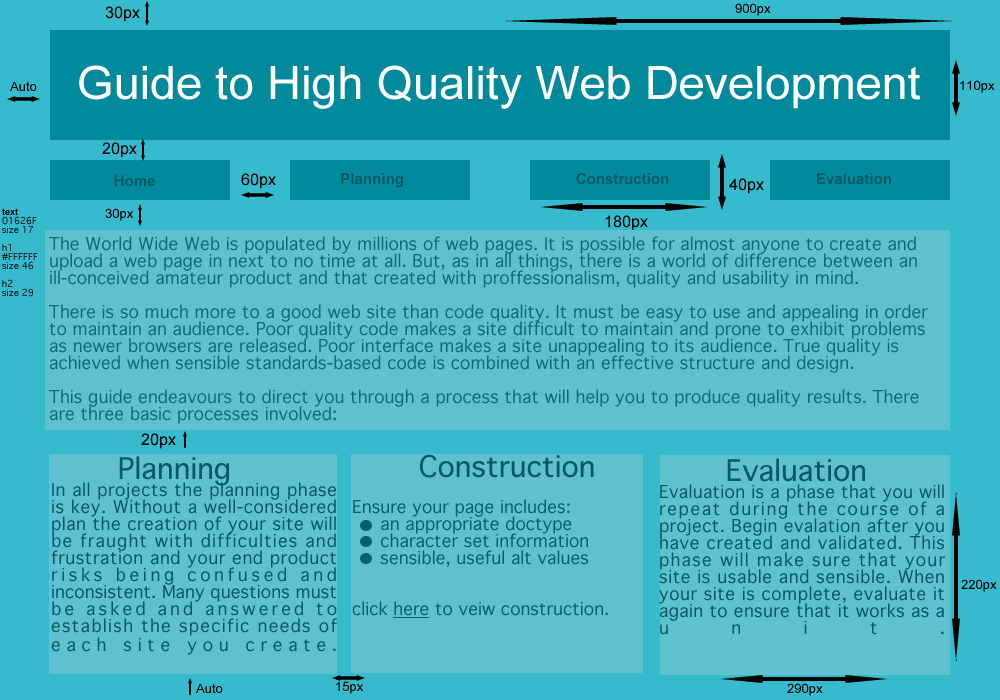 30px
900px
Auto
Guide to High Quality Web Development
110px
20px
Home
60px
Planning
Construction
40px
Evaluation
30px
180px
text
01626F
size 17
h1
#FFFFFF
size 46
h2
size 29
The World Wide Web is populated by millions of web pages. It is possible for almost anyone to create and
upload a web page in next to no time at all. But, as in all things, there is a world of difference between an
ill-conceived amateur product and that created with proffessionalism, quality and usability in mind.
There is so much more to a good web site than code quality. It must be easy to use and appealing in order
to maintain an audience. Poor quality code makes a site difficult to maintain and prone to exhibit problems
as newer browsers are released. Poor interface makes a site unappealing to its audience. True quality is
achieved when sensible standards-based code is combined with an effective structure and design.
This guide endeavours to direct you through a process that will help you to produce quality results. There
are three basic processes involved:
20px
Planning
In all projects the planning phase
is key. Without a well-considered
plan the creation of your site will
be fraught with difficulties and
frustration and your end product
risks being confused and
inconsistent. Many questions must
be asked and answered to
establish the specific needs of
each site you create.
Construction
Ensure your page includes:
● an appropriate doctype
● character set information
● sensible, useful alt values
click here to veiw construction.
Evaluation
Evaluation is a phase that you will
repeat during the course of a
project. Begin evalation after you
have created and validated. This
phase will make sure that your
site is usable and sensible. When
your site is complete, evaluate it
again to ensure that it works as a
unit.
220px
Auto
15px
290px